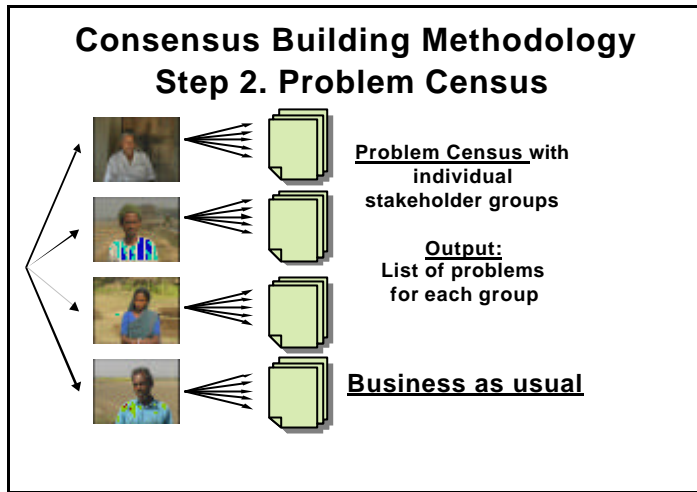 Consensus Building Methodology
Step 2. Problem Census
Problem Census with
individual
stakeholder groups
Output:
List of problems
for each group
Business as usual